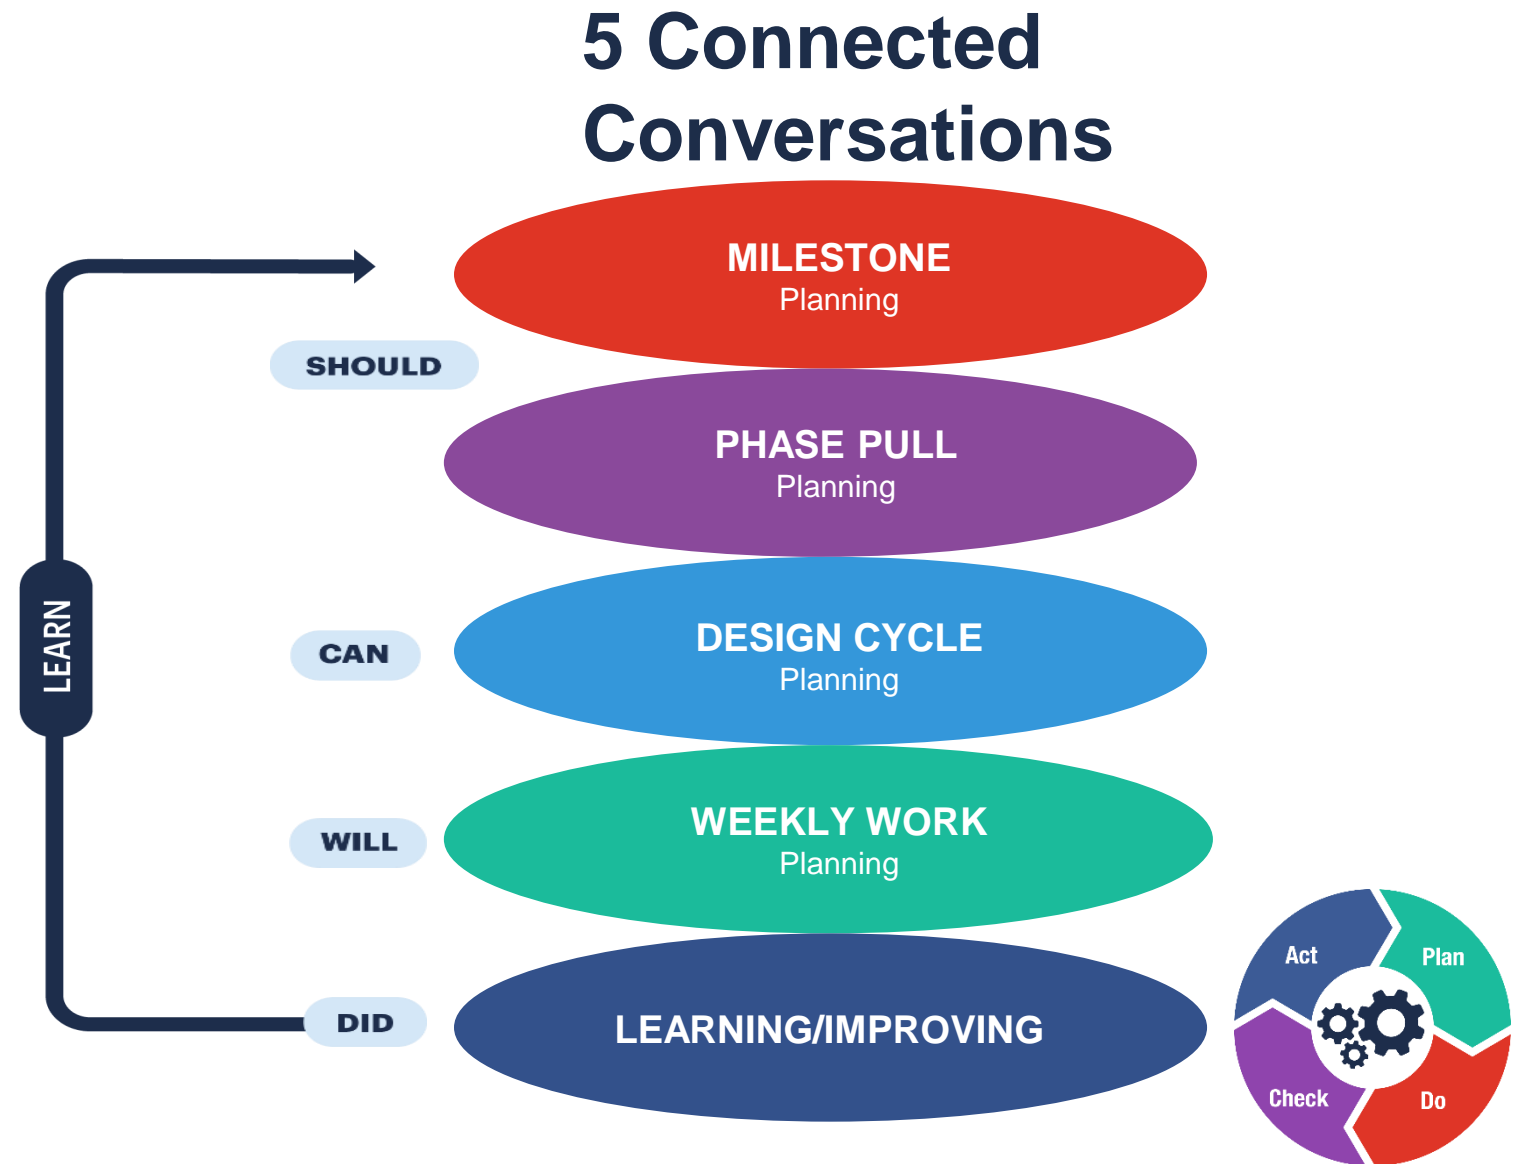 5 Connected
Conversations
MILESTONE
Planning
SHOULD
PHASE PULL
Planning
LEARN
CAN
DESIGN CYCLE
Planning
WILL
WEEKLY WORK
Planning
DID
LEARNING/IMPROVING
Act
Plan
Check
Do